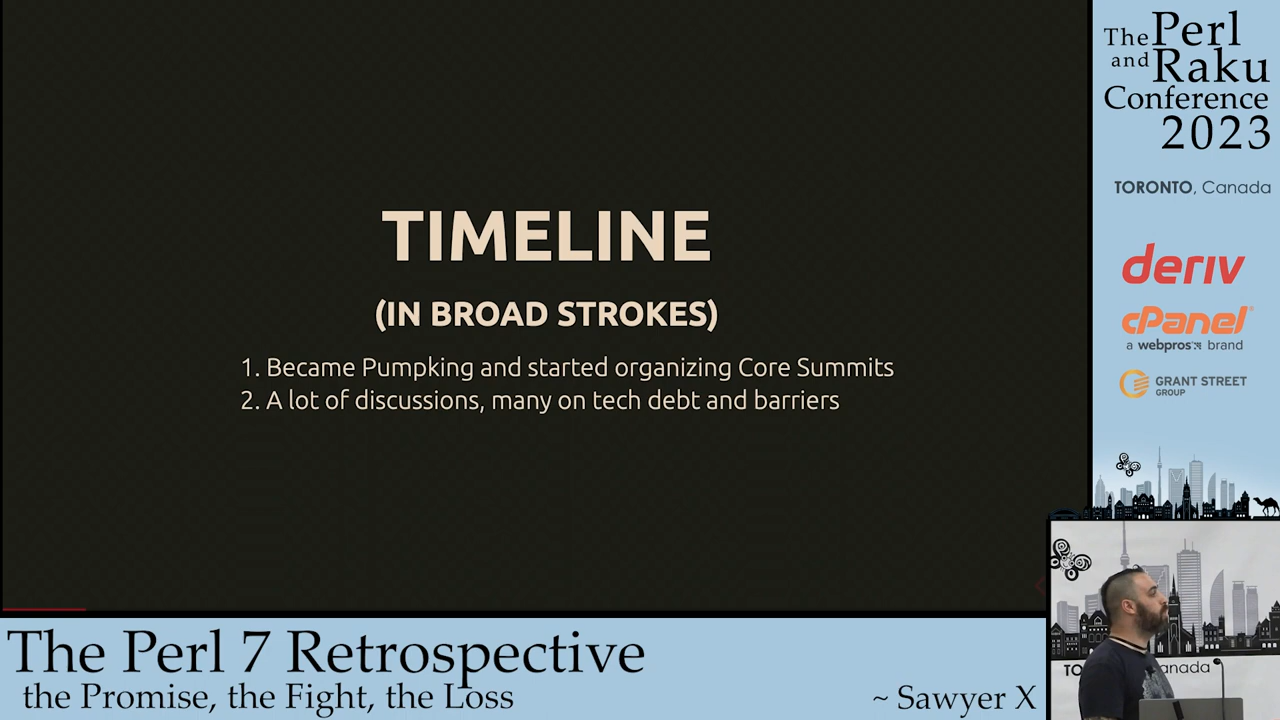 TIMELINE
(IN BROAD STROKES)
1. Became Pumpking and started organizing Core Summits
2. A lot of discussions, many on tech debt and barriers
The Perl
and Raku
Conference
2023
TORONTO, Canada
deriv
cPanel®
a webpros brand
GRANT STREET
GROUP
TO
anada
The Perl 7 Retrospective
the Promise, the Fight, the Loss
~ Sawyer X